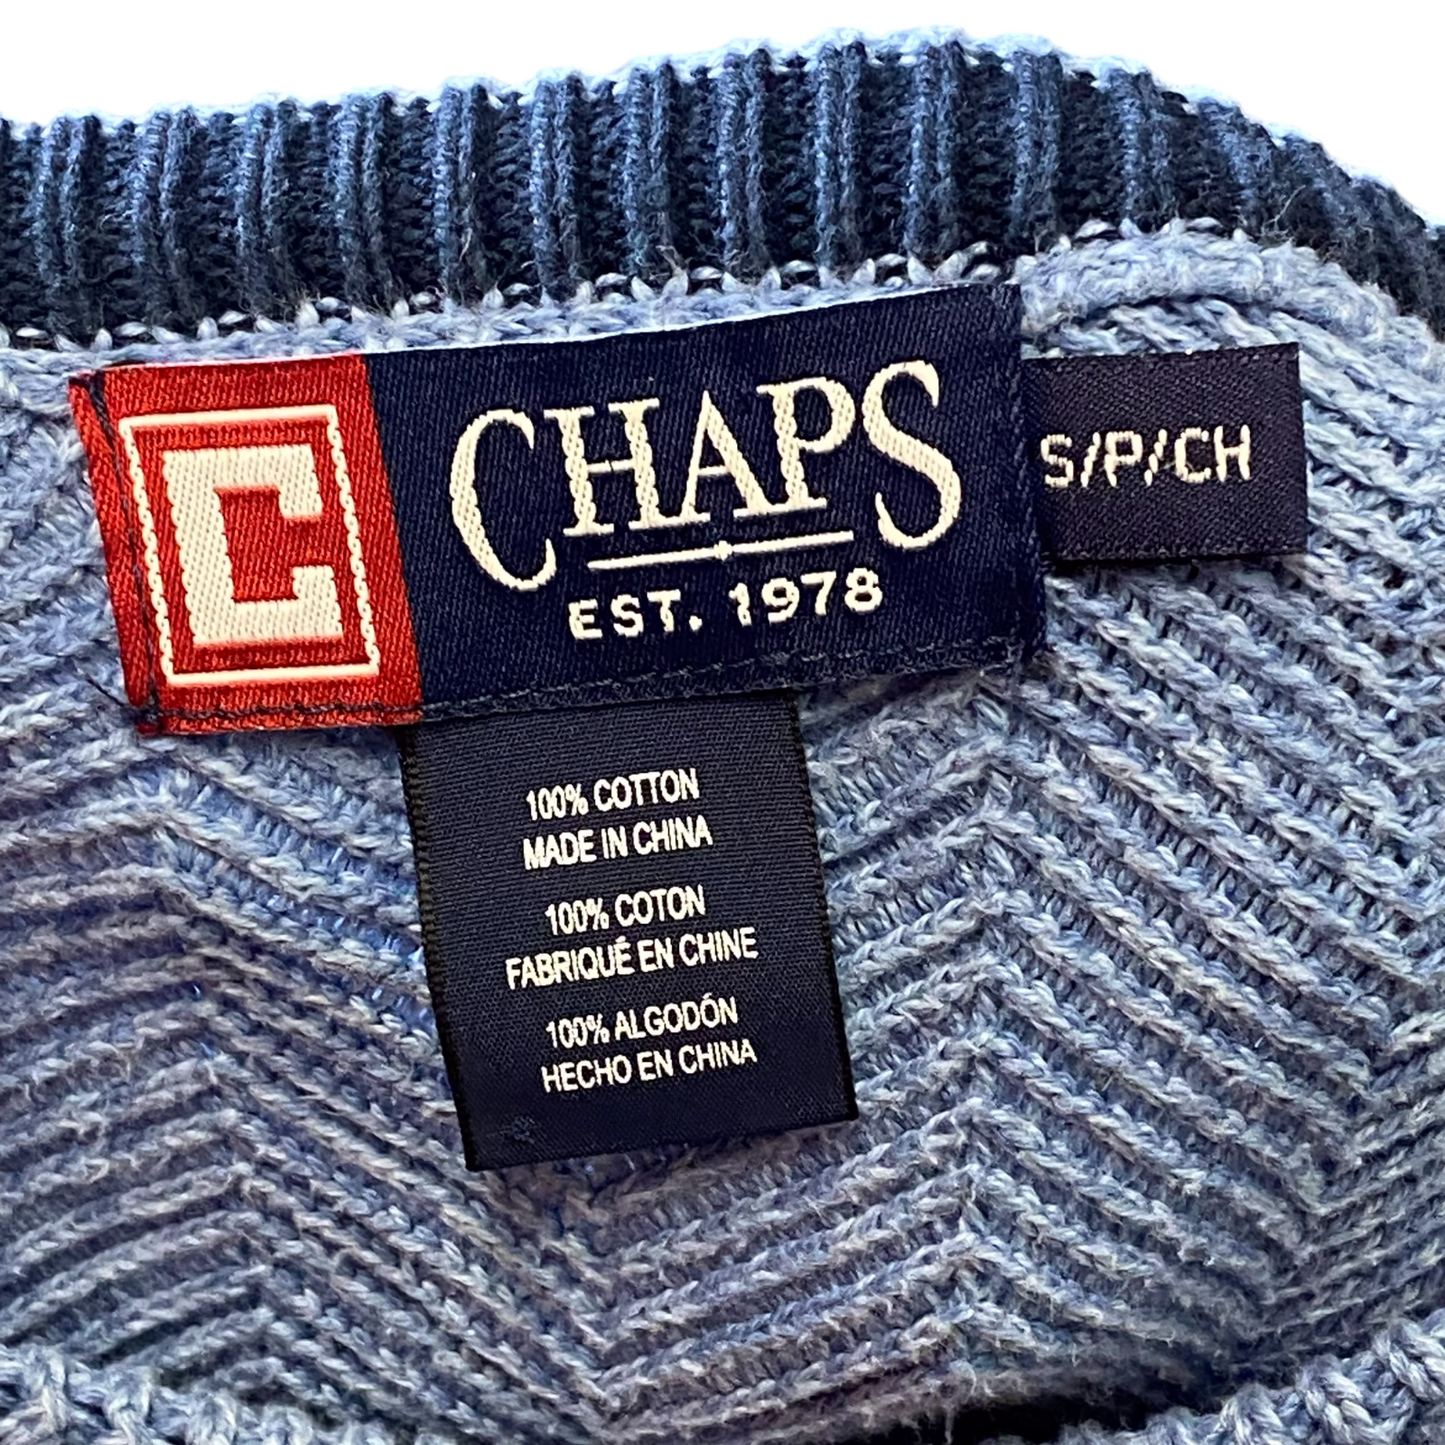 C
CHAPS
EST. 1978
S/P/CH
100% COTTON
MADE IN CHINA
100% COTON
FABRIQUÉ EN CHINE
100% ALGODÓN
HECHO EN CHINA